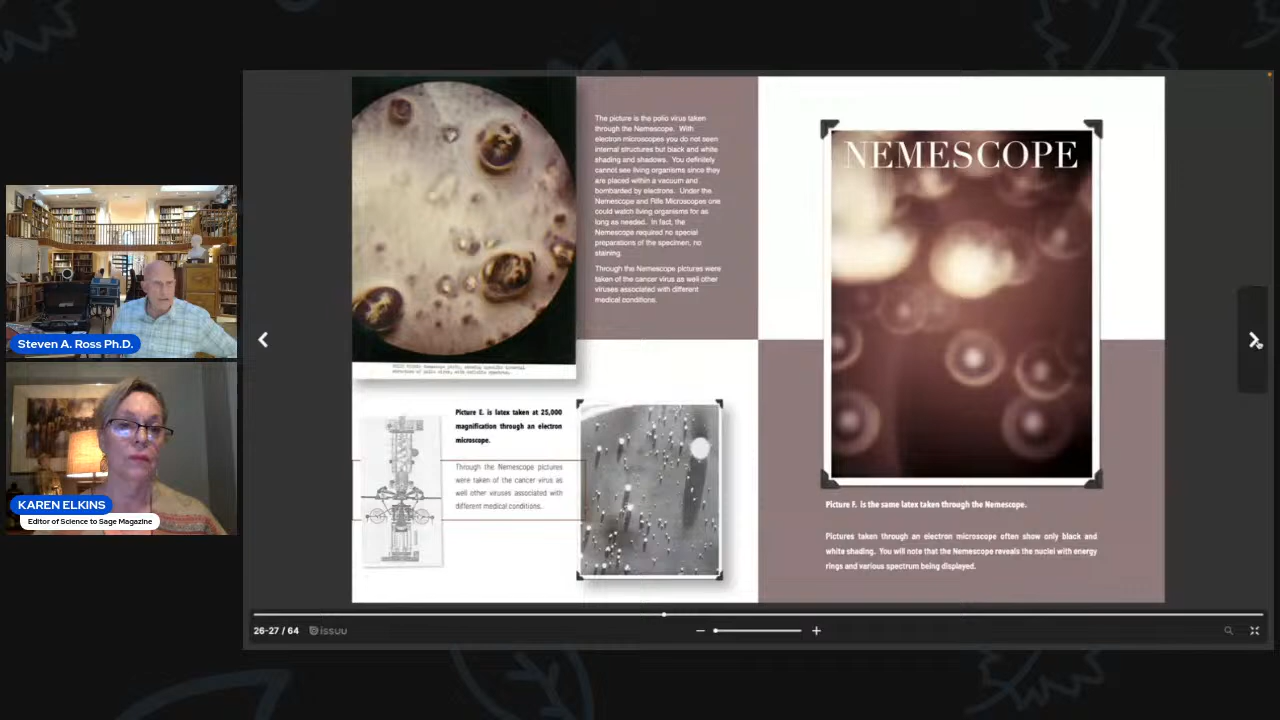 Steven A. Ross Ph.D.
KAREN ELKINS
Editor of Science to Sage Magazine
The picture is the polio virus taken
through the Nemescope. With
electron microscopes you do not seen
internal structures but black and white
shading and shadows. You definitely
cannot see living organisms since they
are placed within a vacuum and
bombarded by electrons. Under the
Nemescope and Rife Microscopes one
could watch living organisms for as
long as needed. In fact, the
Nemescope required no special
preparations of the specimen, no
staining.
Through the Nemescope pictures were
taken of the cancer virus as well other
viruses associated with different
medical conditions.
Picture E. is latex taken at 25,000
magnification through an electron
microscope.
Through the Nemescope pictures
were taken of the cancer virus as
well other viruses associated with
different medical conditions.
NEMESCOPE
Picture F. is the same latex taken through the Nemescope.
Pictures taken through an electron microscope often show only black and
white shading. You will note that the Nemescope reveals the nuclei with energy
rings and various spectrum being displayed.
26-27 / 64
issuu